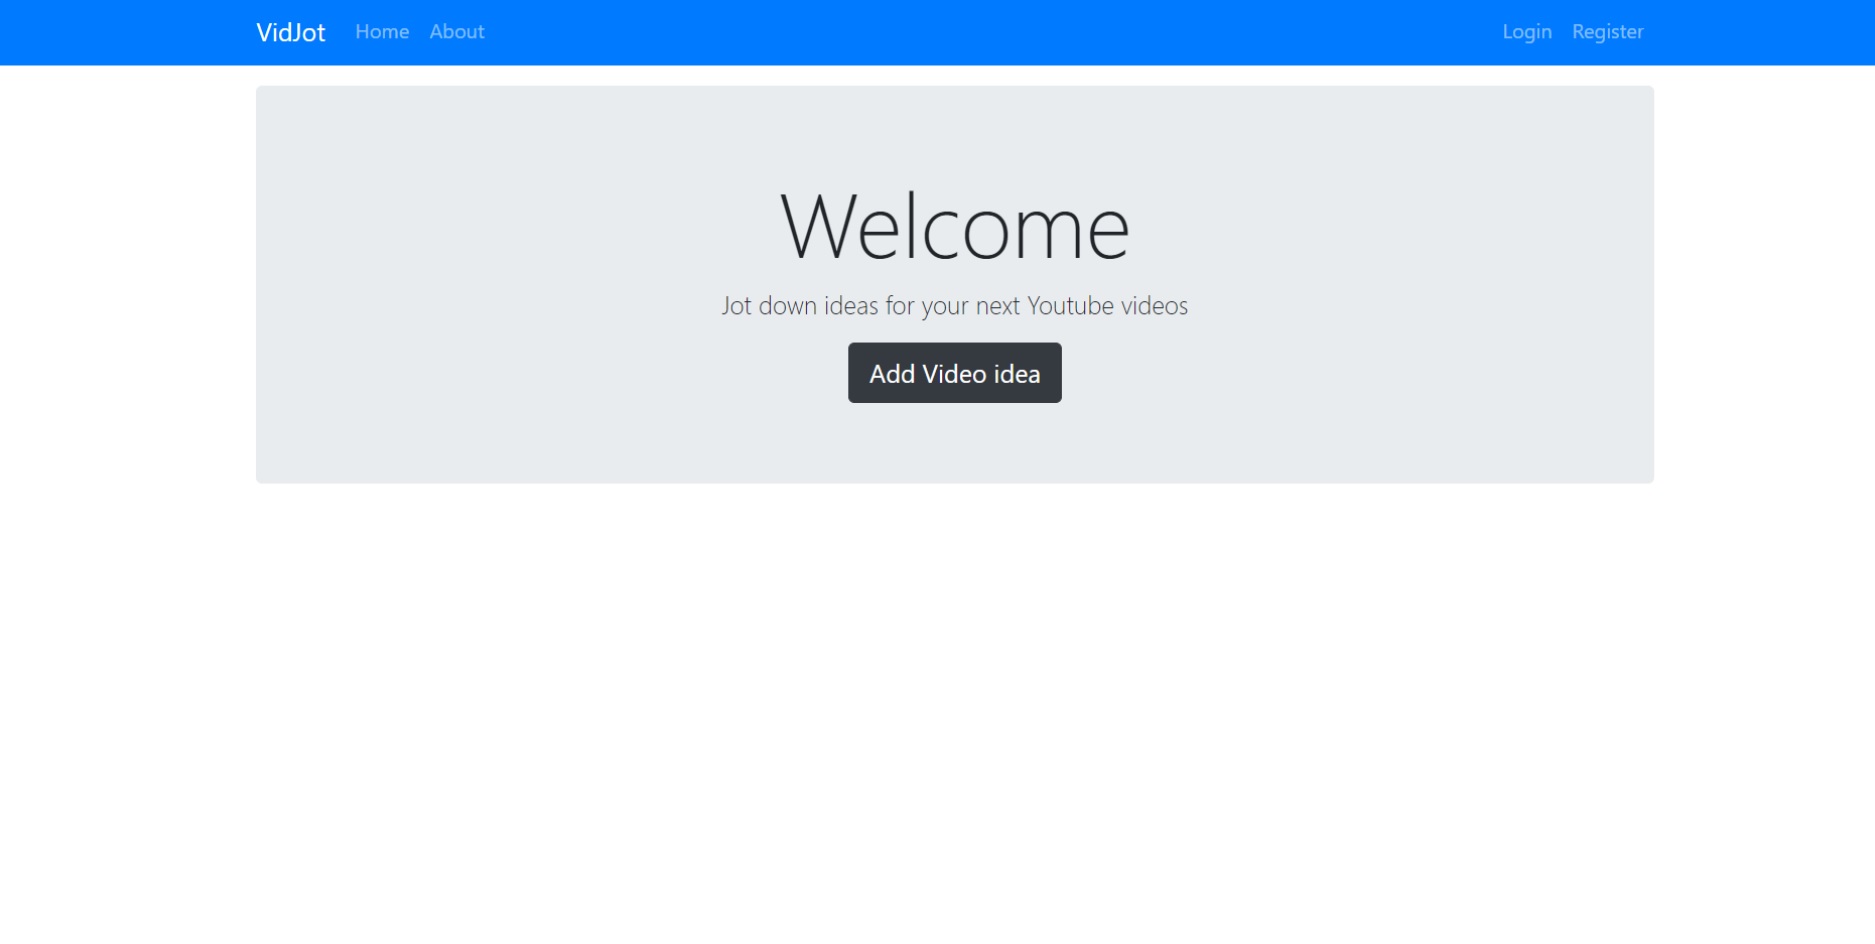 VidJot Home About Login Register
Welcome
Jot down ideas for your next Youtube videos
Add Video idea